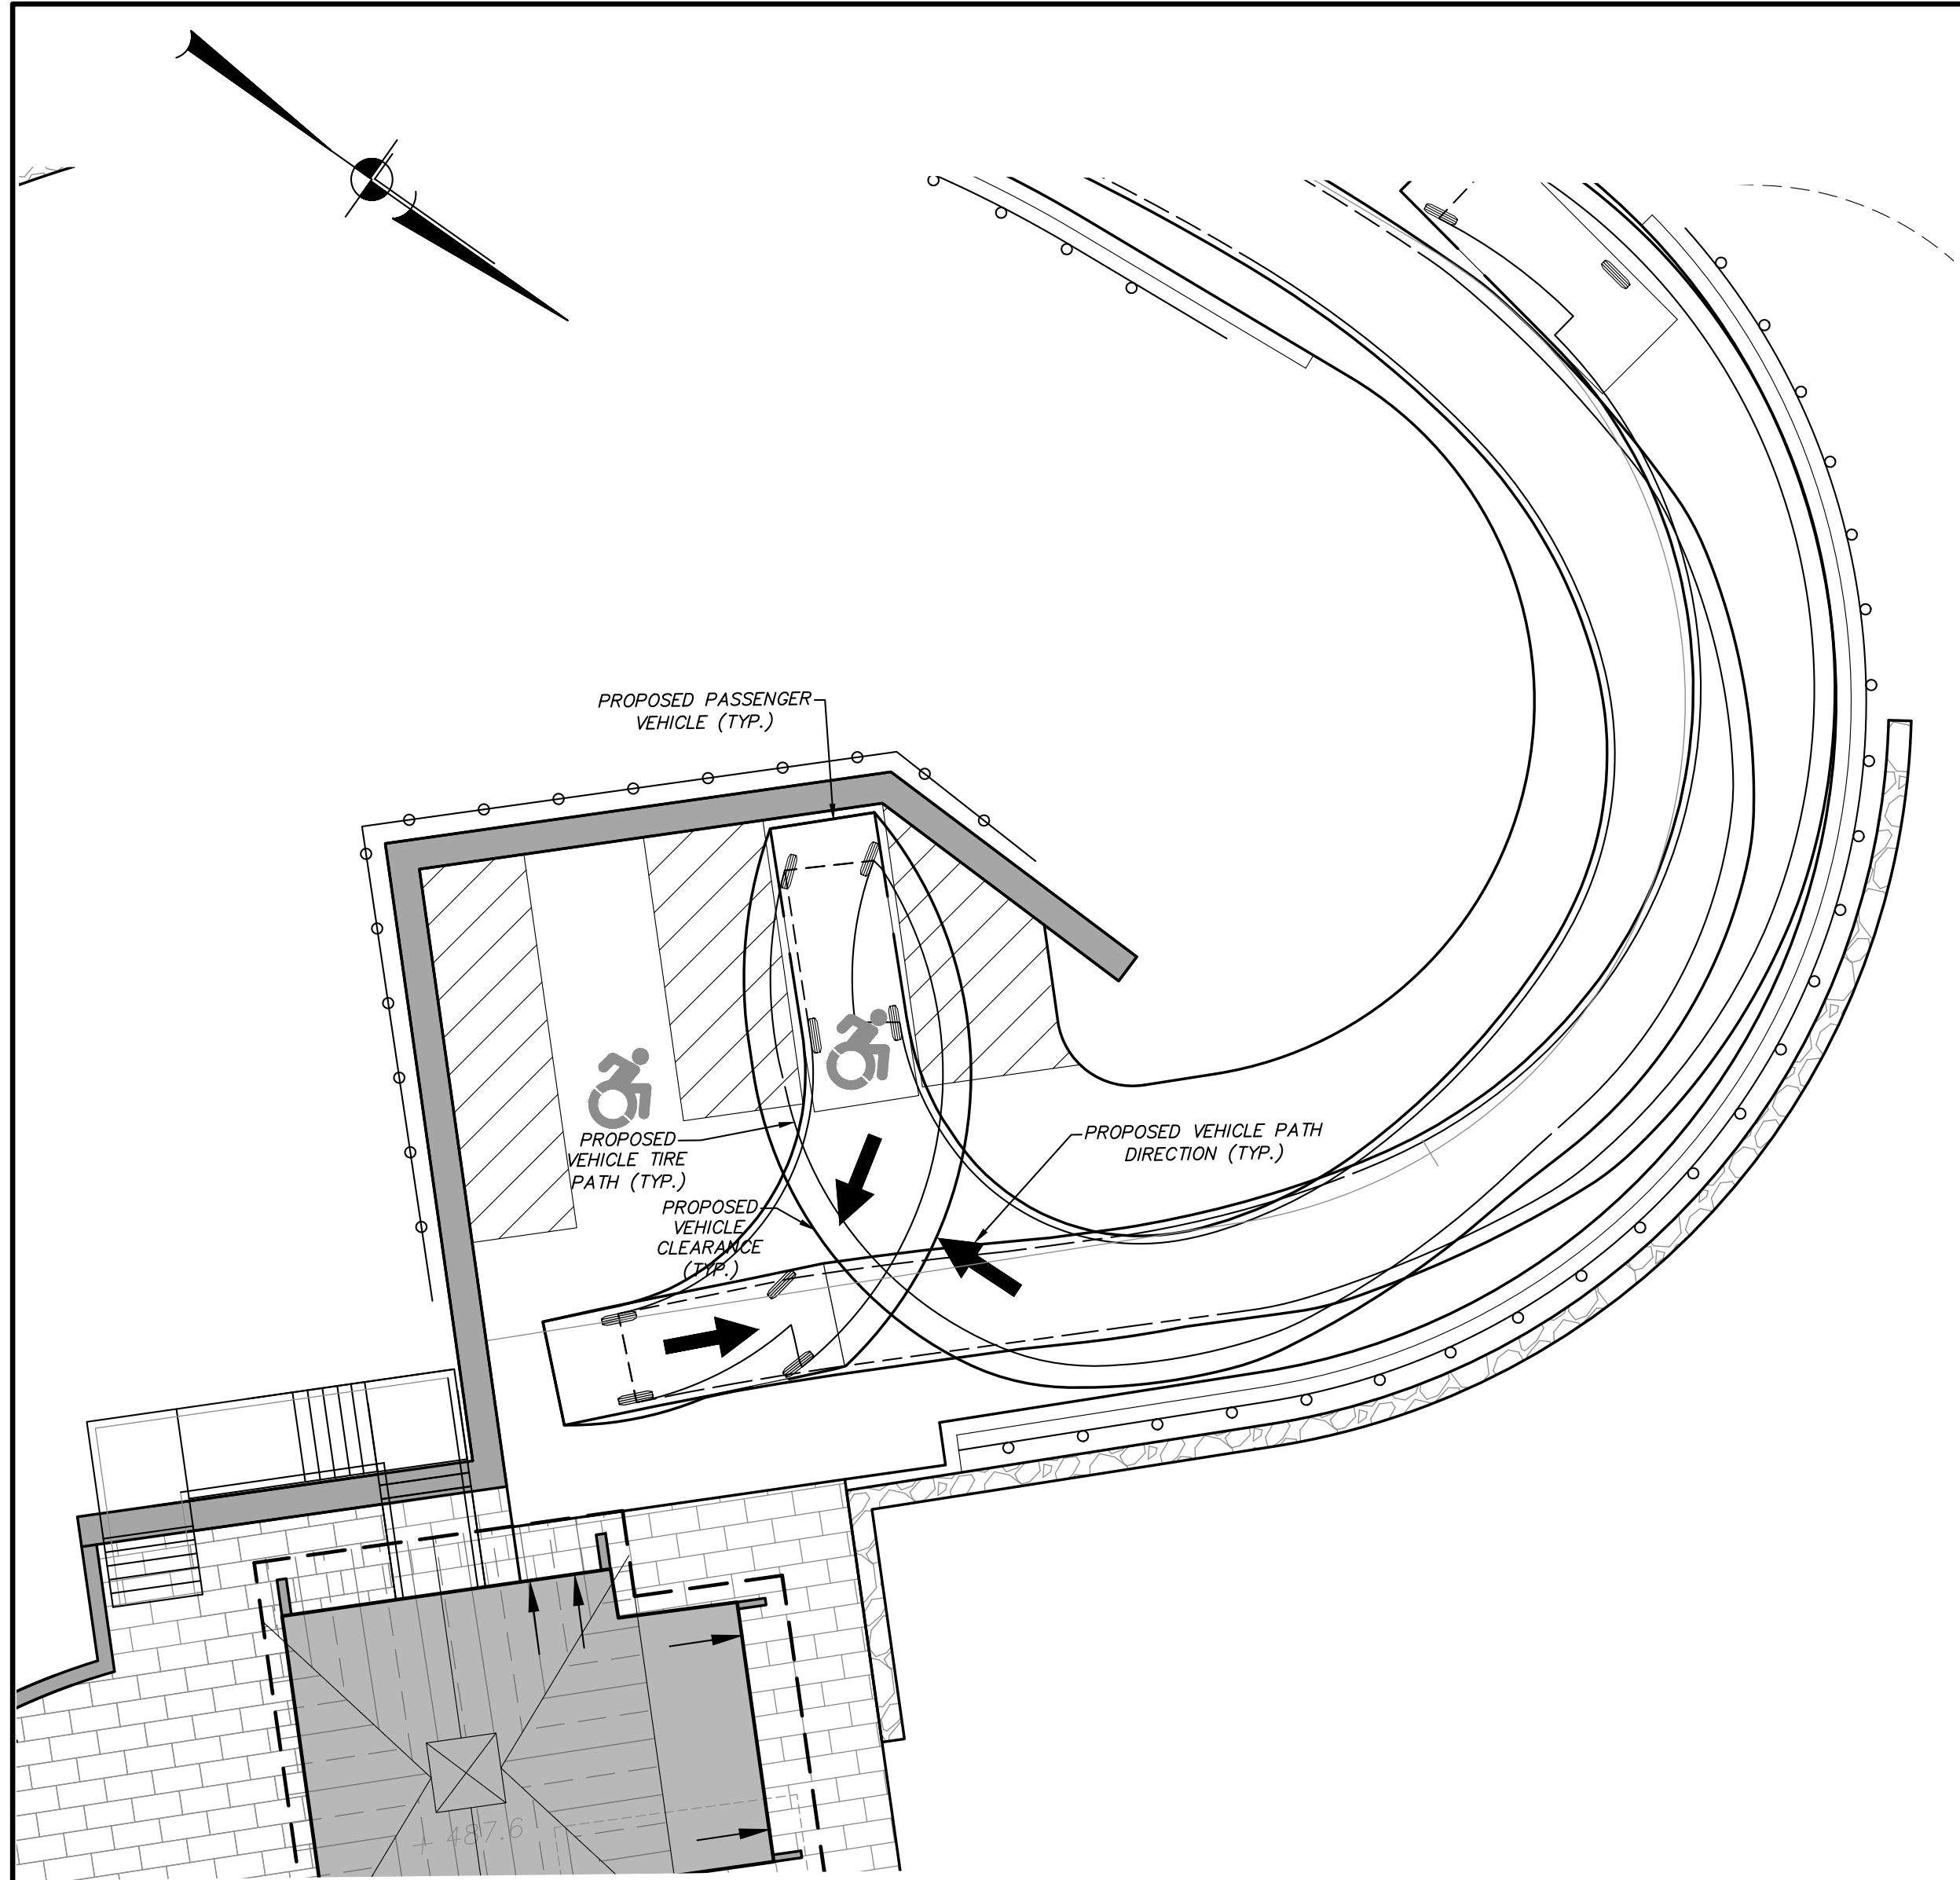 PROPOSED PASSENGER
VEHICLE (TYP.)
PROPOSED
VEHICLE TIRE
PATH (TYP.)
PROPOSED VEHICLE PATH
DIRECTION (TYP.)
PROPOSED
VEHICLE
CLEARANCE
(TYP.)
487.6